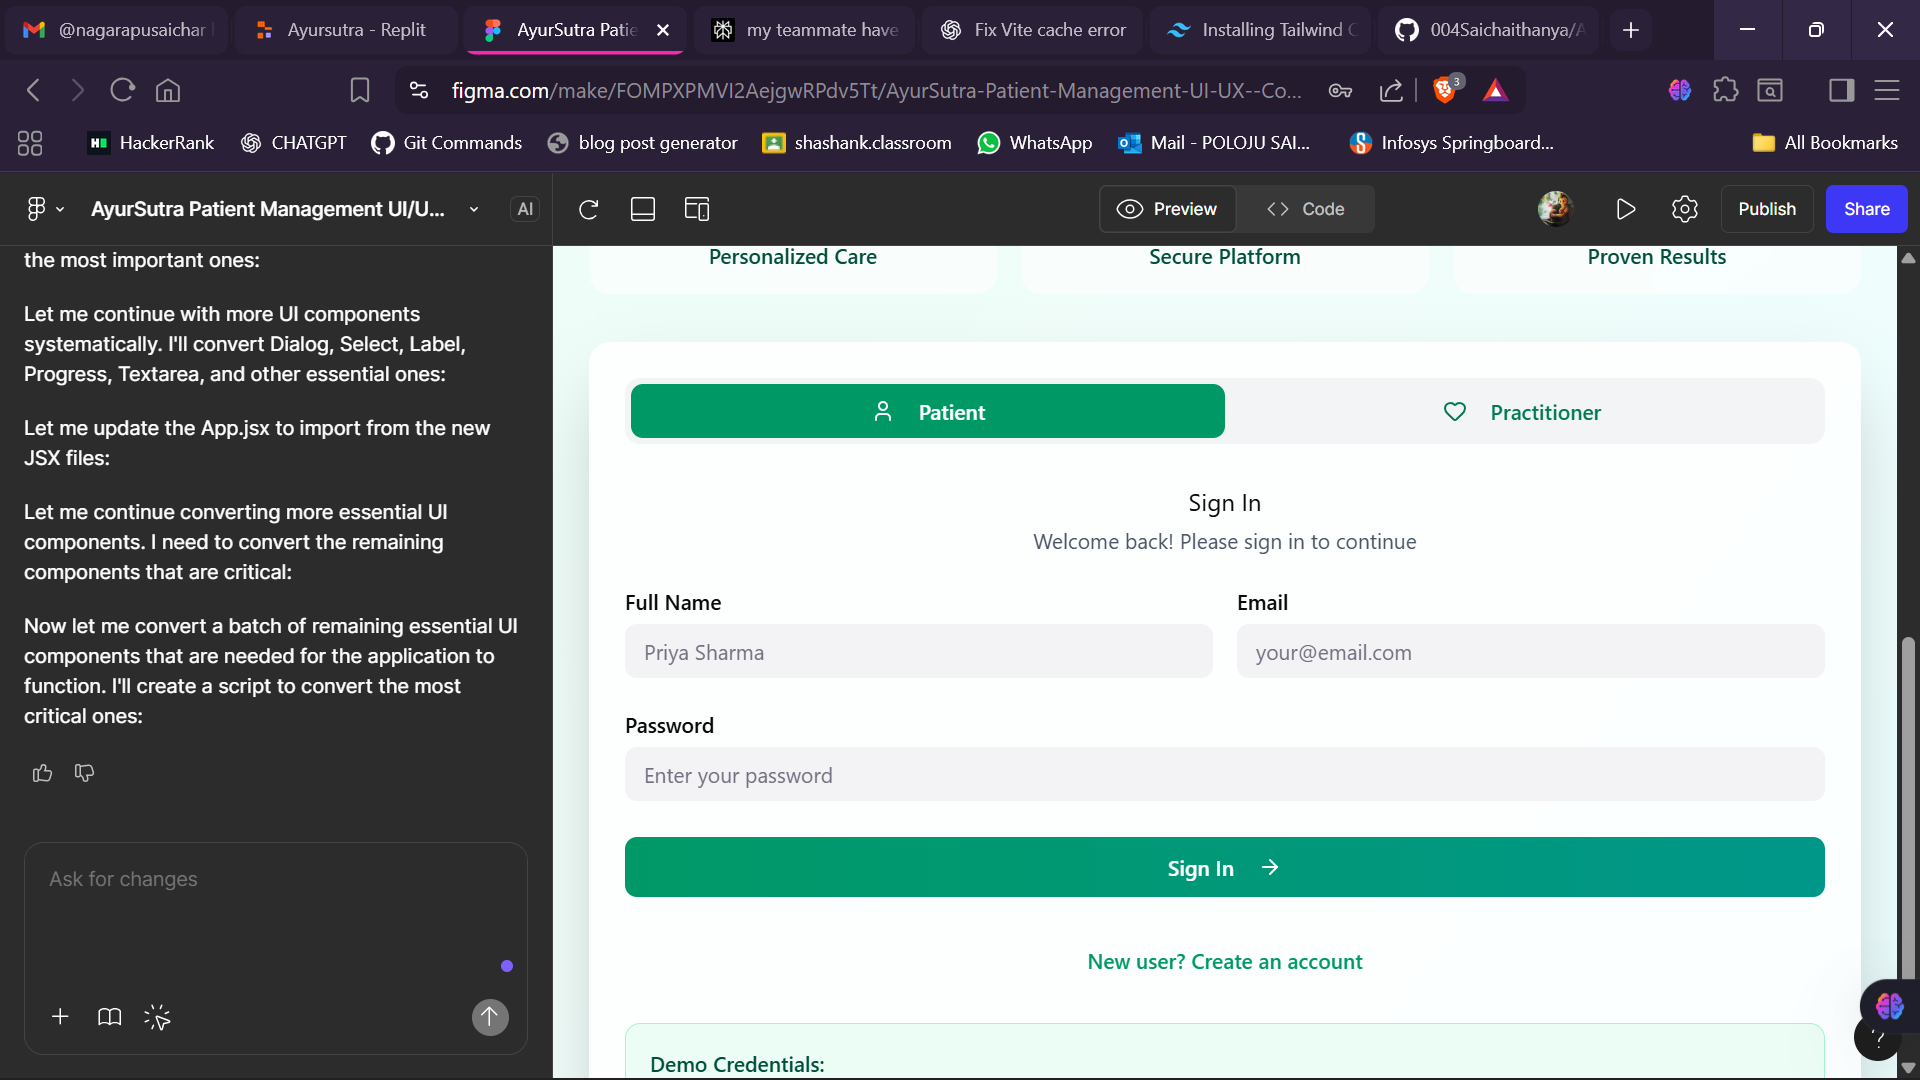 @nagarapusaichar
Ayursutra - Replit
AyurSutra Patie
my teammate have
Fix Vite cache error
Installing Tailwind C
004Saichaithanya/A
figma.com/make/FOMPXPMVI2AejgwRPdv5Tt/AyurSutra-Patient-Management-UI-UX--Co...
3
HackerRank
CHATGPT
Git Commands
blog post generator
shashank.classroom
WhatsApp
Mail - POLOJU SAI...
Infosys Springboard...
All Bookmarks
AyurSutra Patient Management UI/U...
AI
Preview
Code
Publish
Share
the most important ones:
Let me continue with more UI components
systematically. I'll convert Dialog, Select, Label,
Progress, Textarea, and other essential ones:
Let me update the App.jsx to import from the new
JSX files:
Let me continue converting more essential UI
components. I need to convert the remaining
components that are critical:
Now let me convert a batch of remaining essential UI
components that are needed for the application to
function. I'll create a script to convert the most
critical ones:
Ask for changes
Personalized Care
Secure Platform
Proven Results
Patient
Practitioner
Sign In
Welcome back! Please sign in to continue
Full Name
Email
Priya Sharma
your@email.com
Password
Enter your password
Sign In
New user? Create an account
Demo Credentials:
?